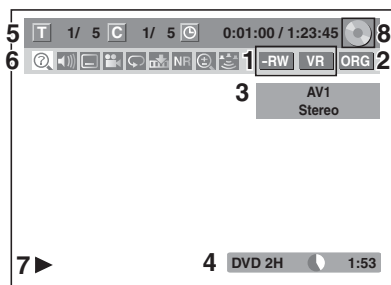 5 T 1/ 5 C 1/ 5 0:01:00 / 1:23:45 8
6 NR 1 -RW VR ORG 2
3 AV1
Stereo
7 4 DVD 2H 1:53